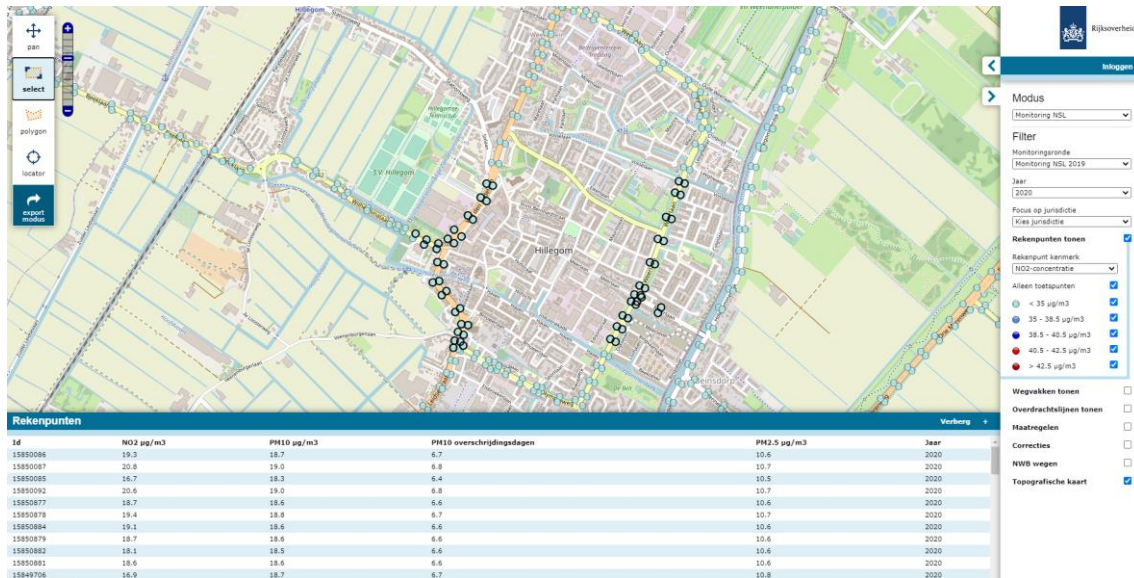 pan
select
polygon
locator
export
modus
Hillegom
Hillegom
S.V. Hillegom
Beinsdorp
Rijksoverheid
Inloggen
Modus
Monitoring NSL
Filter
Monitoringsronde
Monitoring NSL 2019
Jaar
2020
Focus op jurisdictie
Kies jurisdictie
Rekenpunten tonen
Rekenpunt kenmerk
NO2-concentratie
Alleen toetspunten
< 35 µg/m3
35 - 38.5 µg/m3
38.5 - 40.5 µg/m3
40.5 - 42.5 µg/m3
> 42.5 µg/m3
Wegvakken tonen
Overdrachtslijnen tonen
Maatregelen
Correcties
NWB wegen
Topografische kaart
Rekenpunten Verberg +
Id NO2 µg/m3 PM10 µg/m3 PM10 overschrijdingsdagen PM2.5 µg/m3 Jaar
15850086 19.3 18.7 6.7 10.6 2020
15850087 20.8 19.0 6.8 10.7 2020
15850085 16.7 18.3 6.4 10.5 2020
15850092 20.6 19.0 6.8 10.7 2020
15850877 18.7 18.6 6.6 10.6 2020
15850878 19.4 18.8 6.7 10.7 2020
15850884 19.1 18.6 6.6 10.6 2020
15850879 18.7 18.6 6.6 10.6 2020
15850882 18.1 18.5 6.6 10.6 2020
15850881 18.6 18.6 6.6 10.6 2020
15849706 16.9 18.7 6.7 10.8 2020